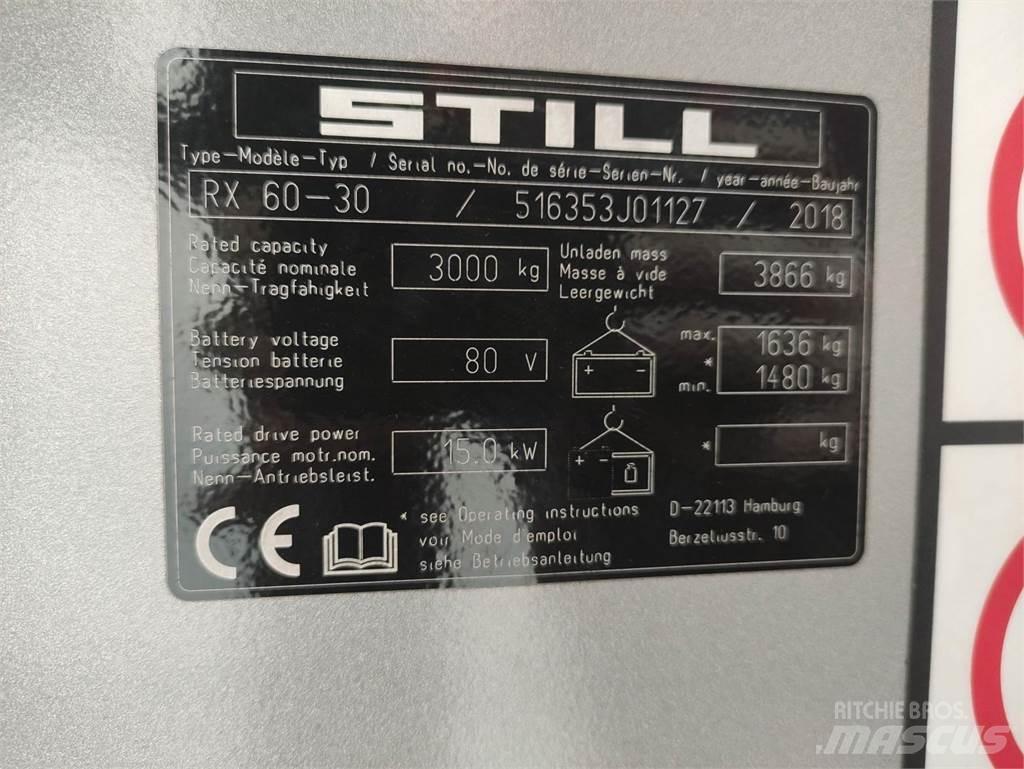 STILL
Type-Modèle-Typ / Serial no.-No. de série-Serien-Nr. / year-année-Baujahr
RX 60-30 / 516353J01127 / 2018
Rated capacity
Capacité nominale
Nenn-Tragfähigkeit
3000 kg
Unladen mass
Masse à vide
Leergewicht
3866 kg
Battery voltage
Tension batterie
Batteriespannung
80 V
+ -
max. 1636 kg
*
min. 1480 kg
Rated drive power
Puissance motr.nom.
Nenn-Antriebsleist.
15.0 kW
+ -
* kg
CE
* see Operating instructions
voir Mode d'emploi
siehe Betriebsanleitung
D-22113 Hamburg
Berzeliusstr. 10
RITCHIE BROS.
MASCUS